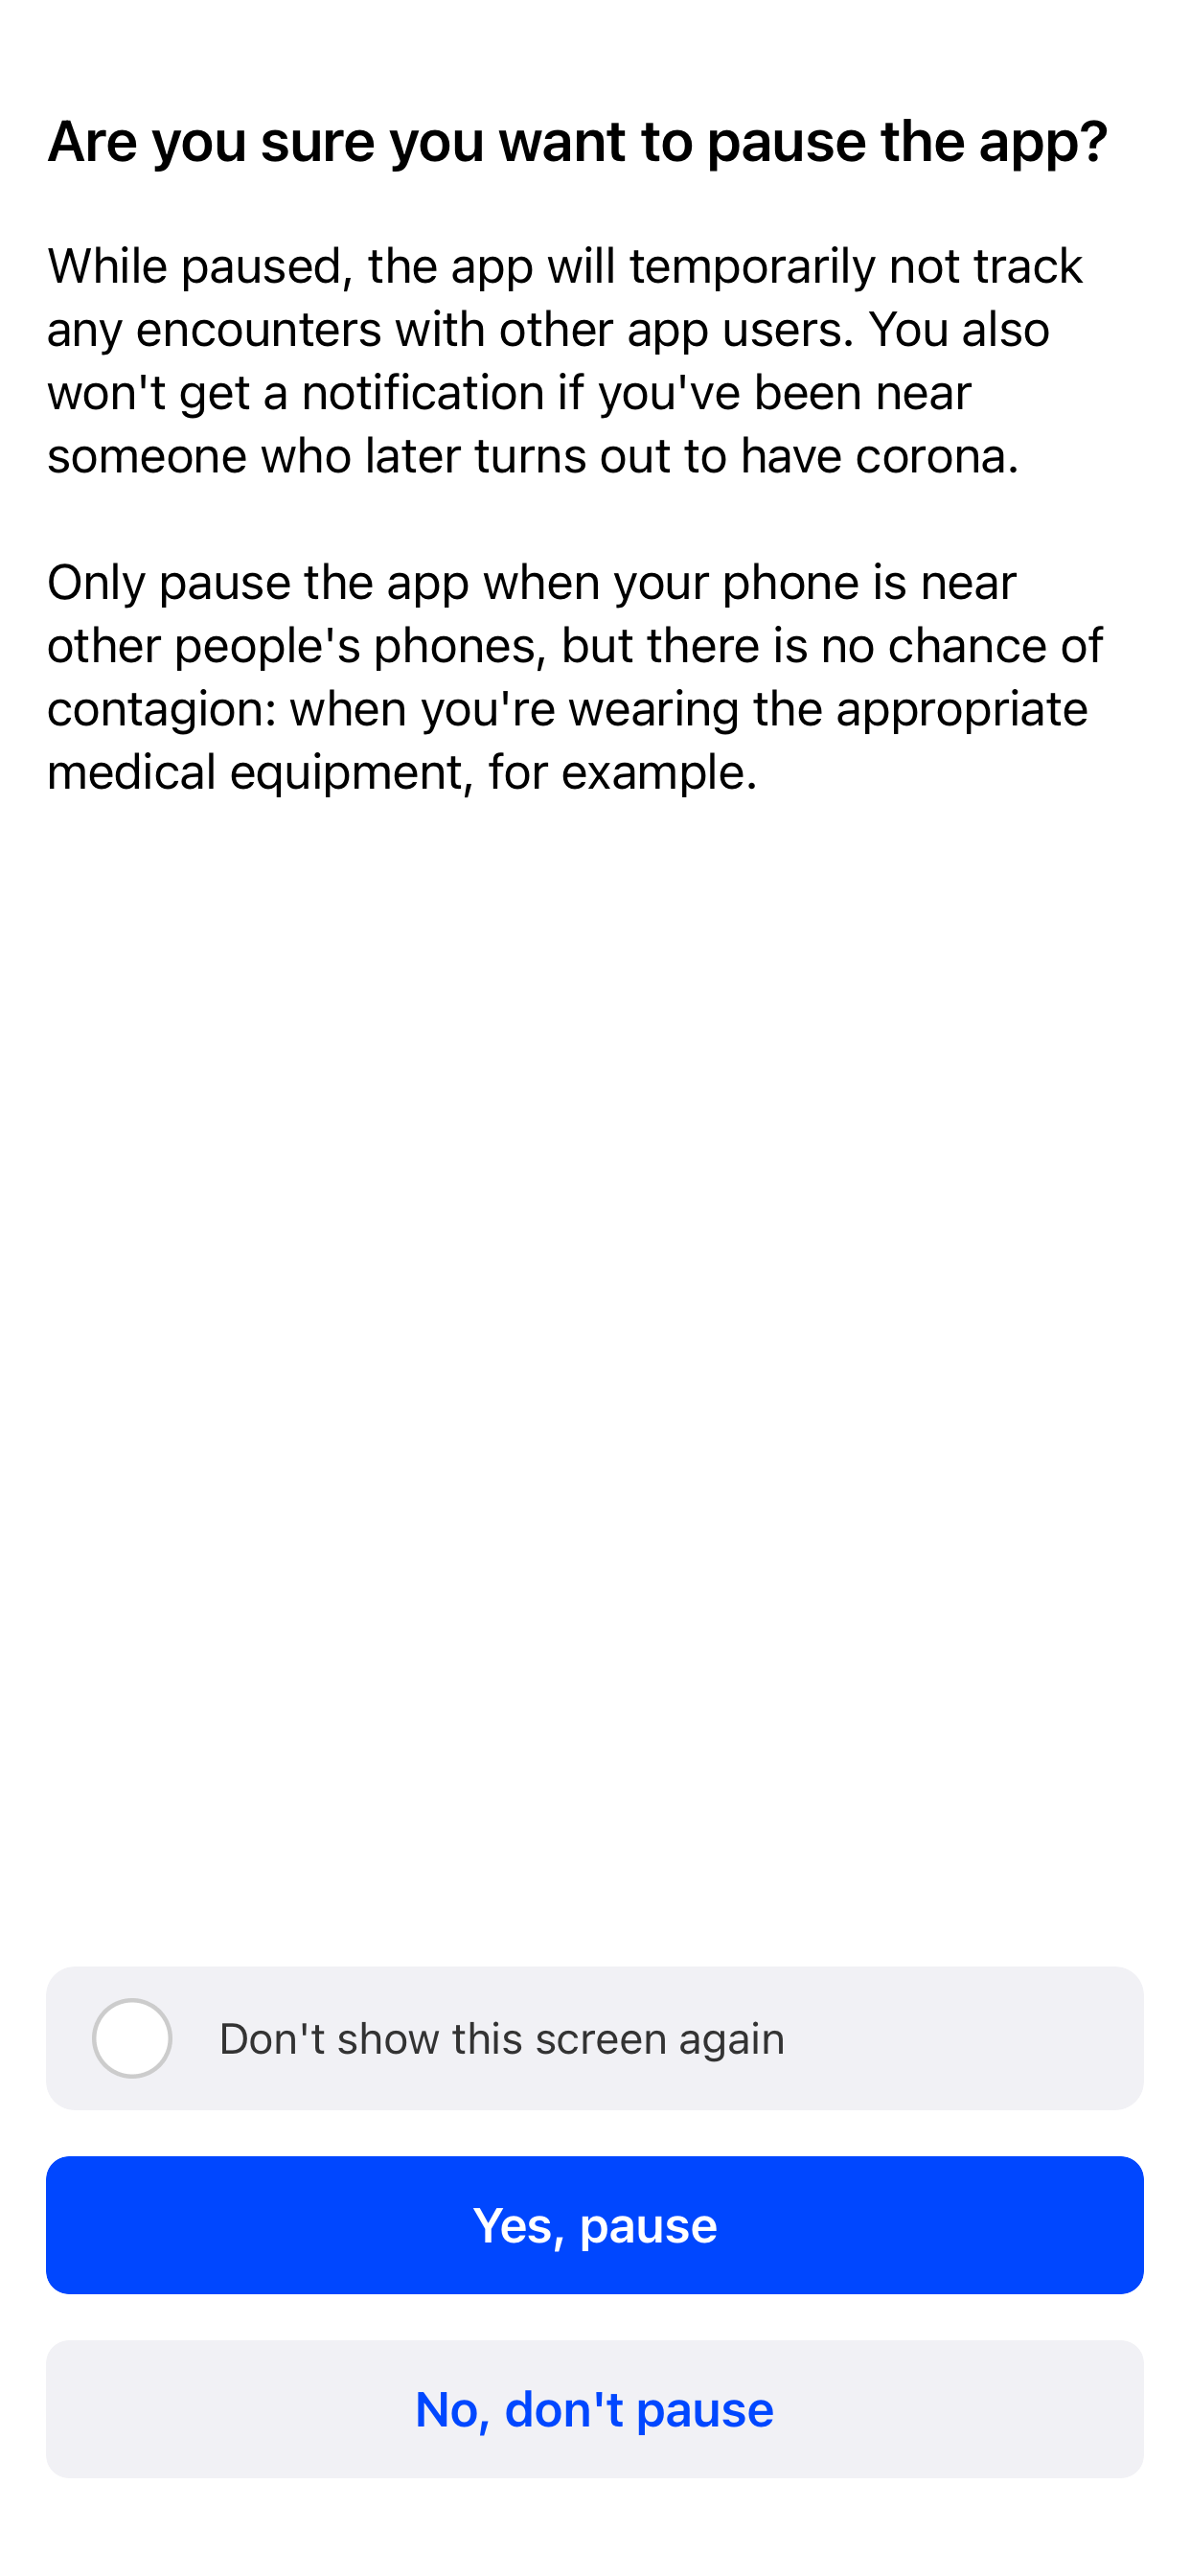 Are you sure you want to pause the app?
While paused, the app will temporarily not track
any encounters with other app users. You also
won't get a notification if you've been near
someone who later turns out to have corona.
Only pause the app when your phone is near
other people's phones, but there is no chance of
contagion: when you're wearing the appropriate
medical equipment, for example.
Don't show this screen again
Yes, pause
No, don't pause